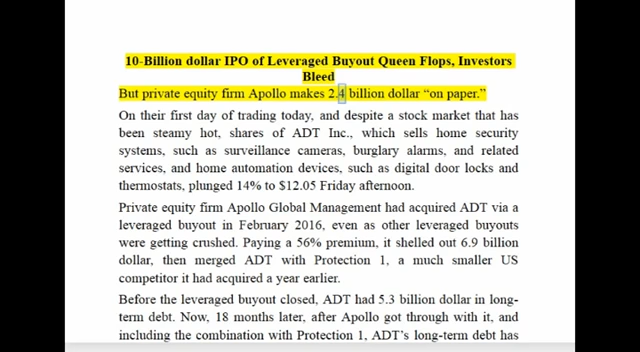 10-Billion dollar IPO of Leveraged Buyout Queen Flops, Investors
Bleed
But private equity firm Apollo makes 2.4 billion dollar “on paper.”
On their first day of trading today, and despite a stock market that has
been steamy hot, shares of ADT Inc., which sells home security
systems, such as surveillance cameras, burglary alarms, and related
services, and home automation devices, such as digital door locks and
thermostats, plunged 14% to $12.05 Friday afternoon.
Private equity firm Apollo Global Management had acquired ADT via a
leveraged buyout in February 2016, even as other leveraged buyouts
were getting crushed. Paying a 56% premium, it shelled out 6.9 billion
dollar, then merged ADT with Protection 1, a much smaller US
competitor it had acquired a year earlier.
Before the leveraged buyout closed, ADT had 5.3 billion dollar in long-
term debt. Now, 18 months later, after Apollo got through with it, and
including the combination with Protection 1, ADT’s long-term debt has